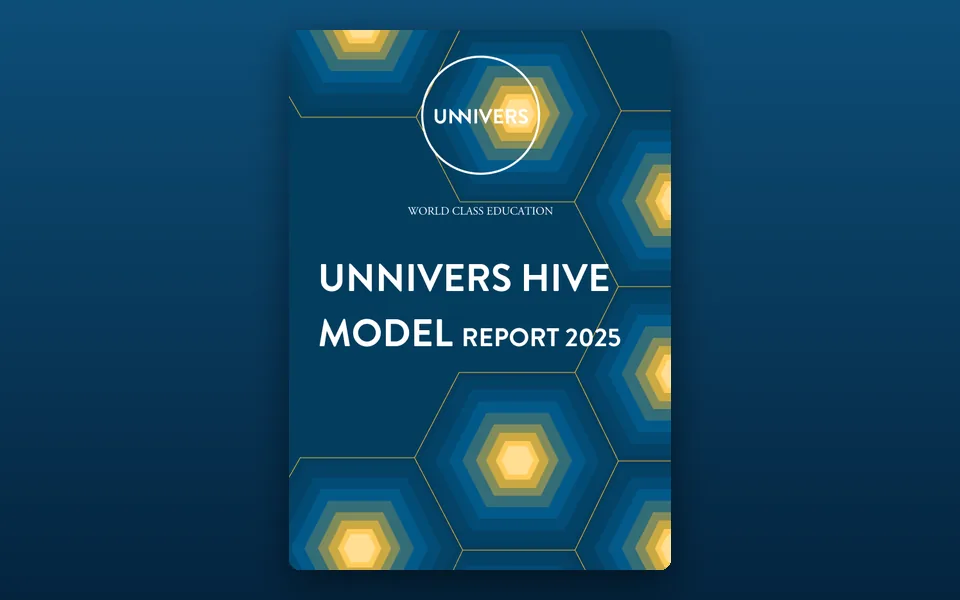 UNNIVERS
WORLD CLASS EDUCATION
UNNIVERS HIVE
MODEL REPORT 2025